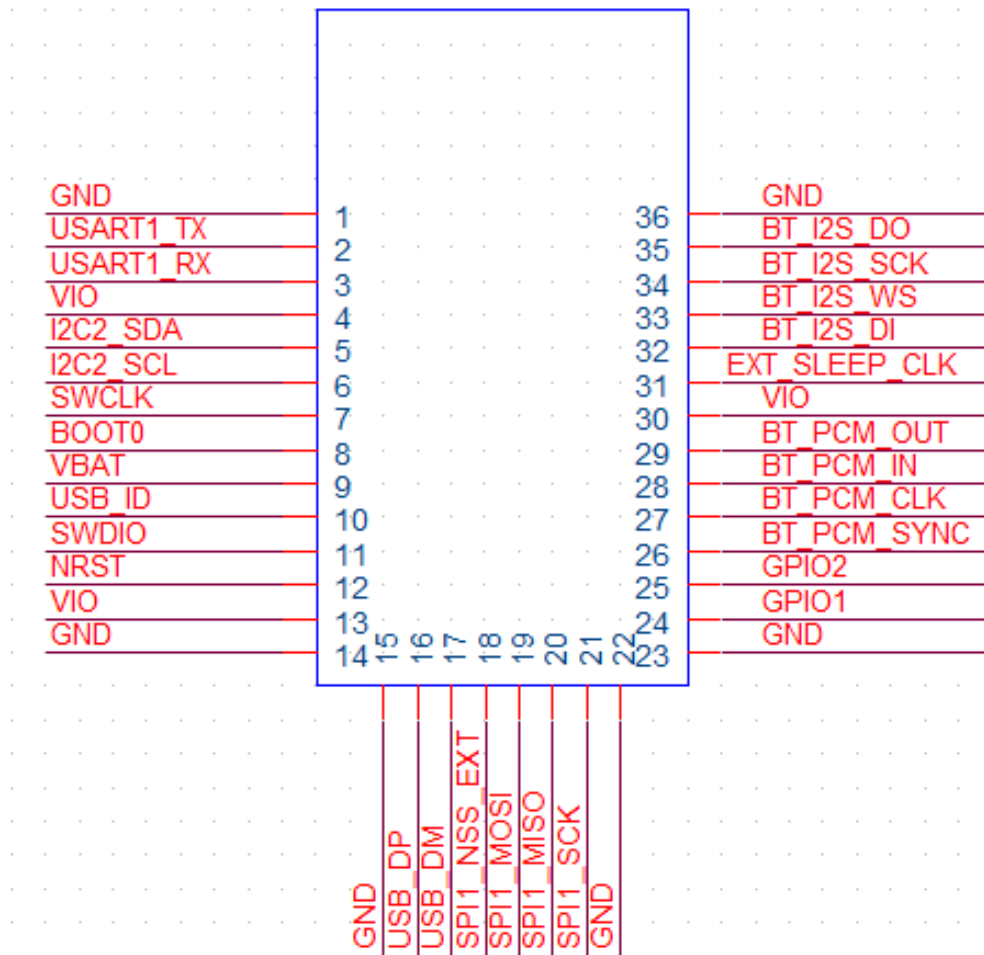 GND 1
USART1_TX 2
USART1_RX 3
VIO 4
I2C2_SDA 5
I2C2_SCL 6
SWCLK 7
BOOT0 8
VBAT 9
USB_ID 10
SWDIO 11
NRST 12
VIO 13
GND 14
15 GND
16 USB_DP
17 USB_DM
18 SPI1_NSS_EXT
19 SPI1_MOSI
20 SPI1_MISO
21 SPI1_SCK
22 GND
36 GND
35 BT_I2S_DO
34 BT_I2S_SCK
33 BT_I2S_WS
32 BT_I2S_DI
31 EXT_SLEEP_CLK
30 VIO
29 BT_PCM_OUT
28 BT_PCM_IN
27 BT_PCM_CLK
26 BT_PCM_SYNC
25 GPIO2
24 GPIO1
23 GND